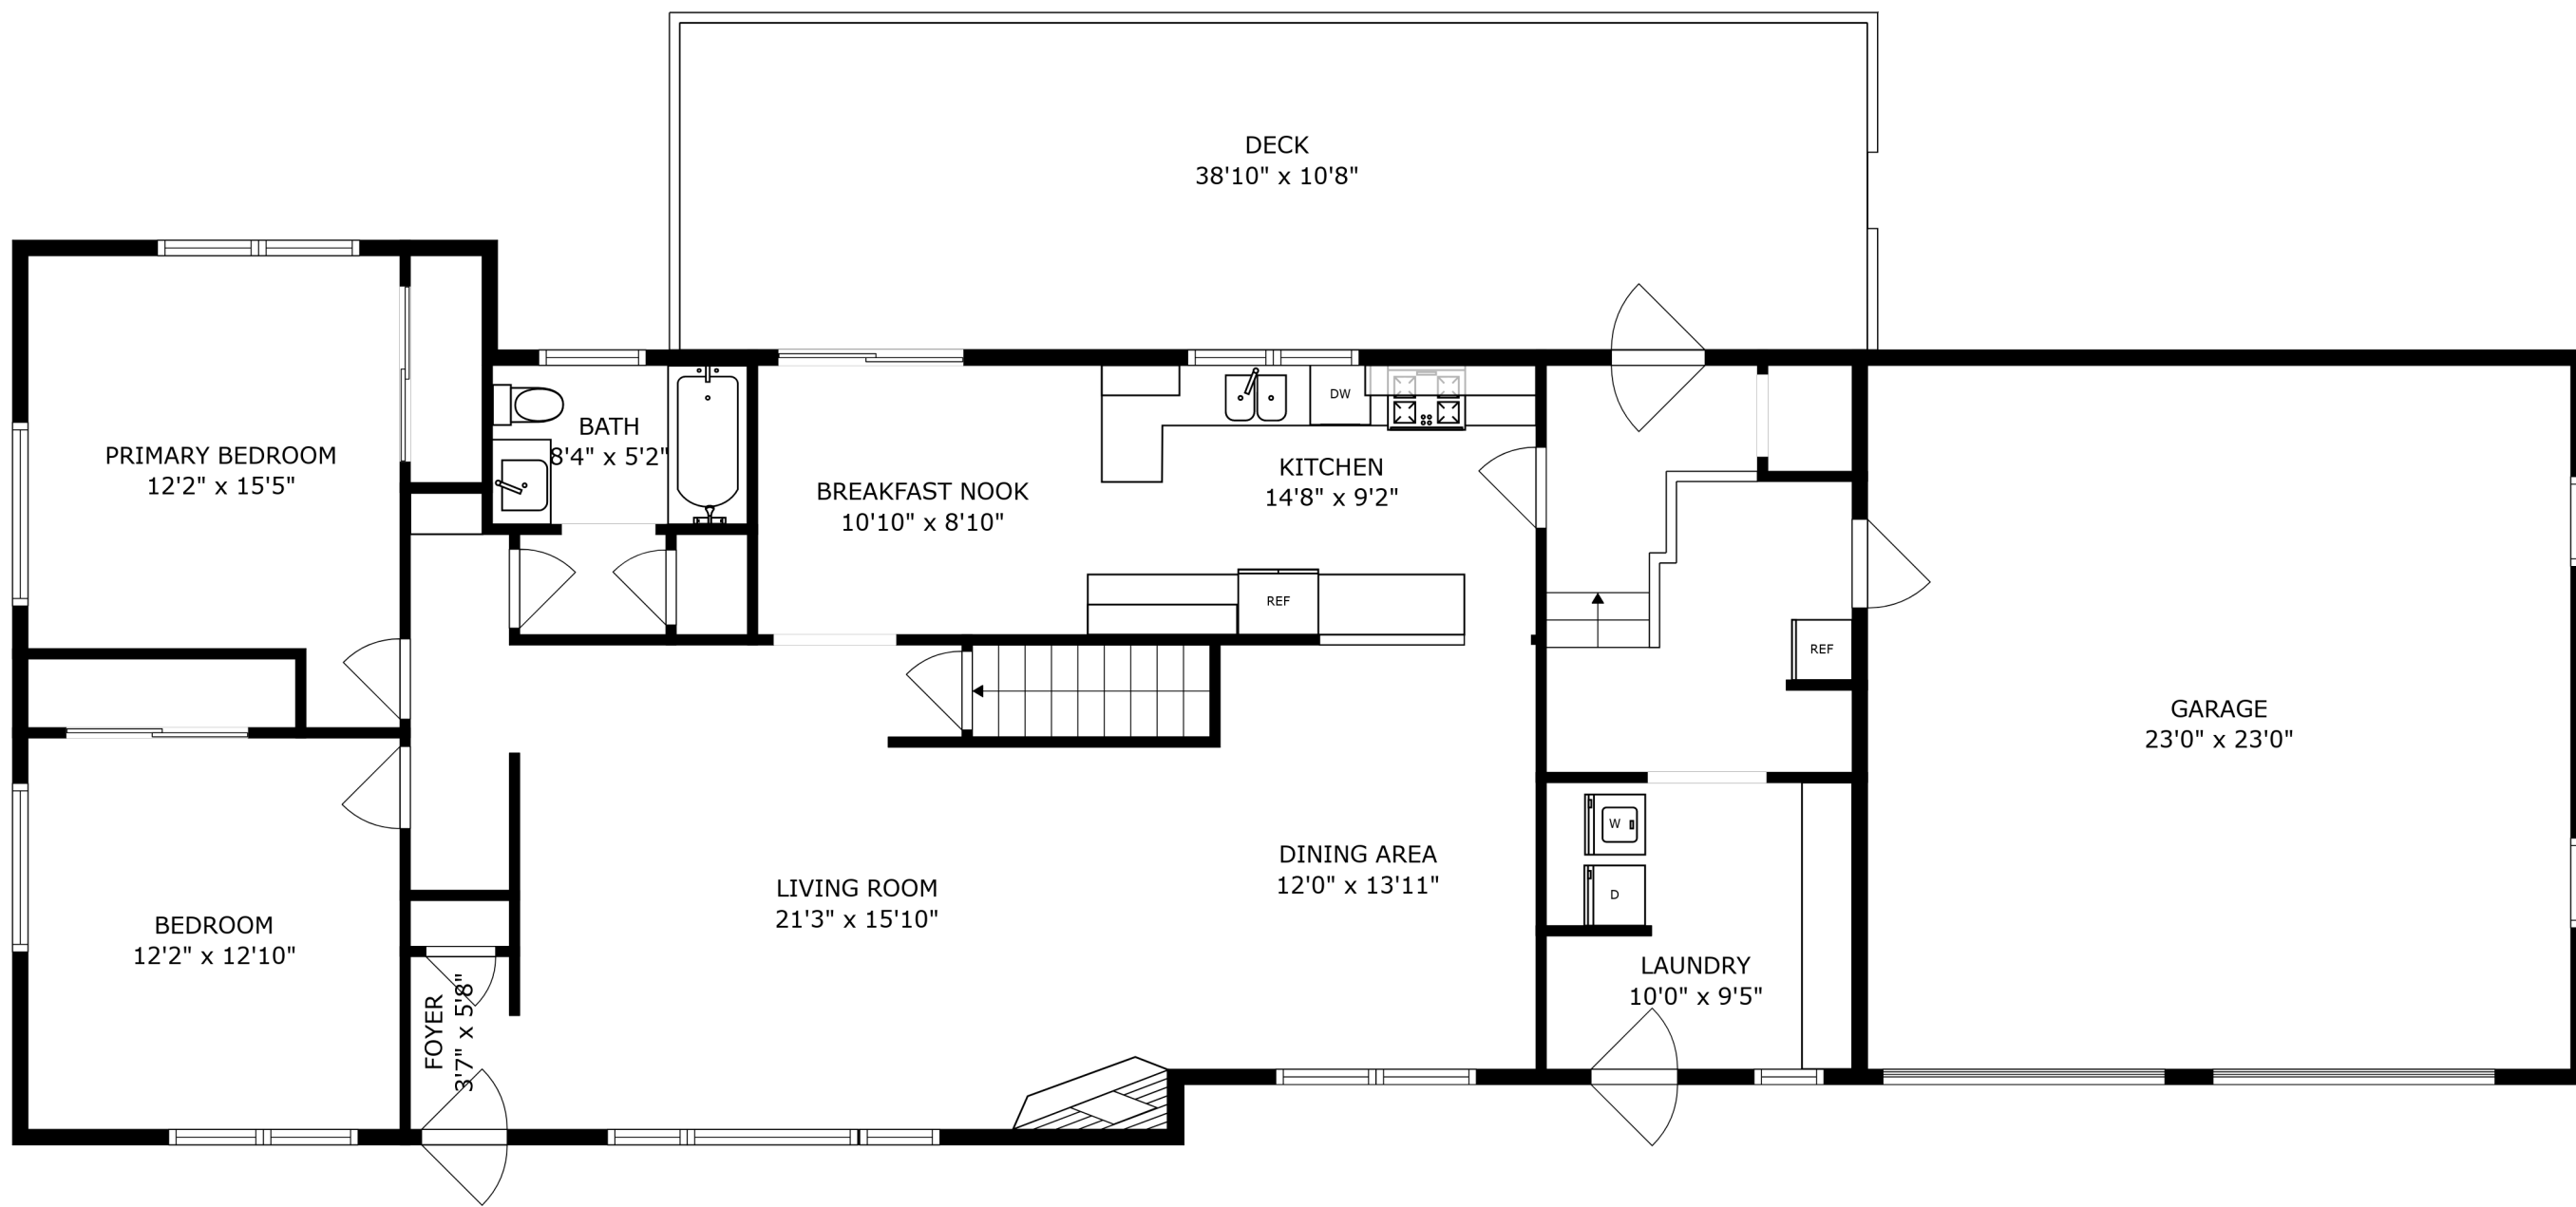 DECK
38'10" x 10'8"
PRIMARY BEDROOM
12'2" x 15'5"
BATH
8'4" x 5'2"
BREAKFAST NOOK
10'10" x 8'10"
DW
KITCHEN
14'8" x 9'2"
REF
REF
GARAGE
23'0" x 23'0"
BEDROOM
12'2" x 12'10"
FOYER
3'7" x 5'8"
LIVING ROOM
21'3" x 15'10"
DINING AREA
12'0" x 13'11"
W
D
LAUNDRY
10'0" x 9'5"